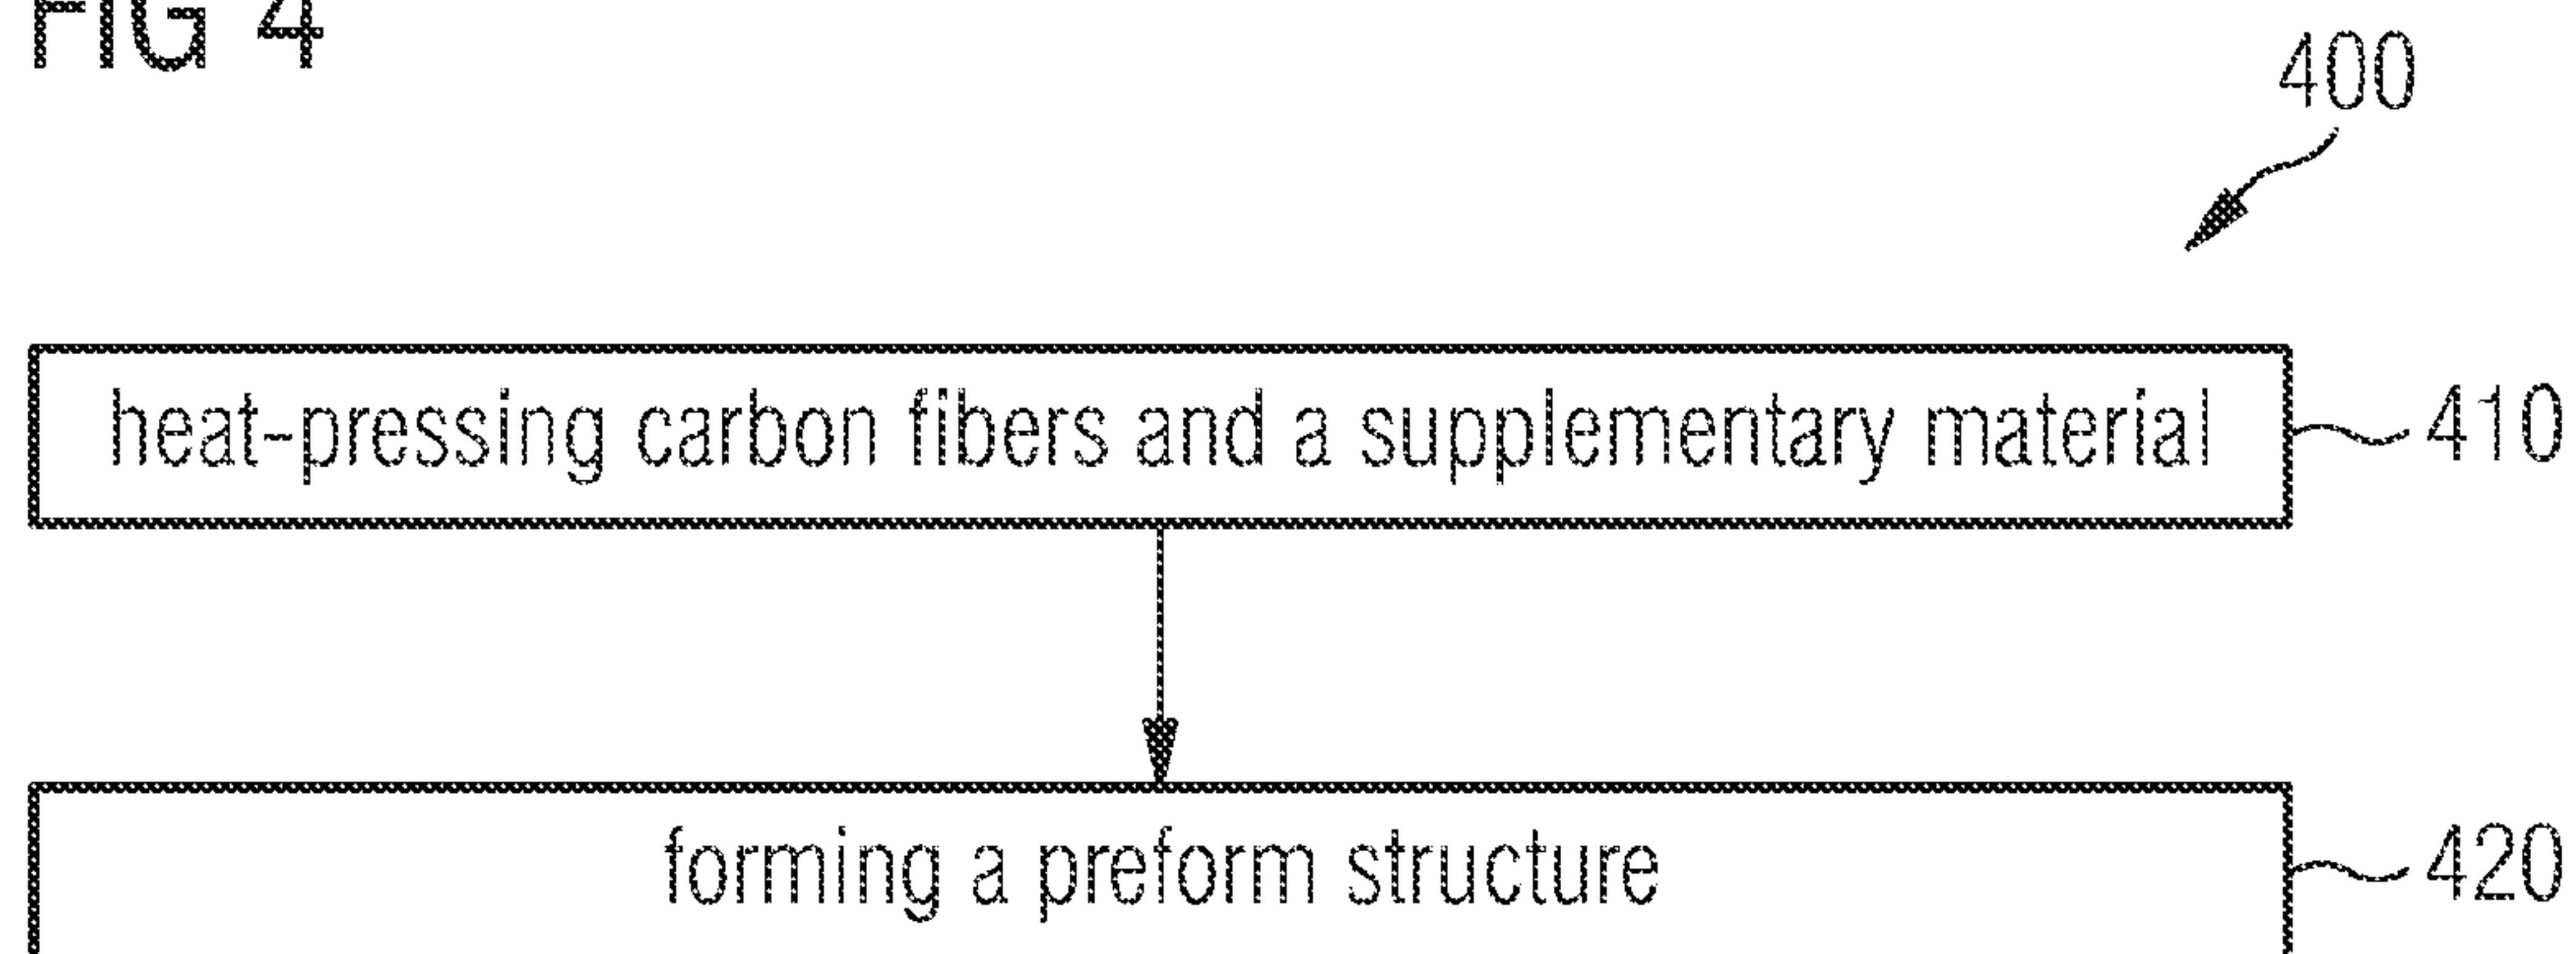 FIG 4
400
heat-pressing carbon fibers and a supplementary material 410
forming a preform structure 420